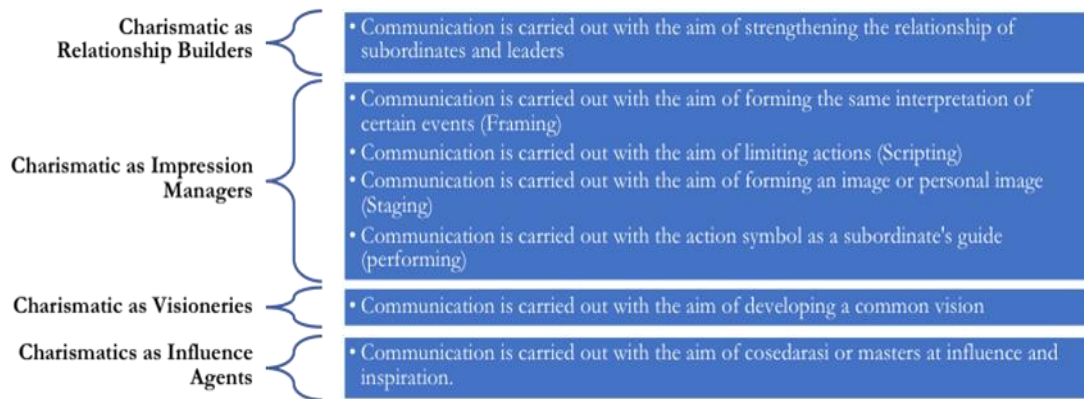 Charismatic as
Relationship Builders
• Communication is carried out with the aim of strengthening the relationship of
subordinates and leaders
Charismatic as Impression
Managers
• Communication is carried out with the aim of forming the same interpretation of
certain events (Framing)
• Communication is carried out with the aim of limiting actions (Scripting)
• Communication is carried out with the aim of forming an image or personal image
(Staging)
• Communication is carried out with the action symbol as a subordinate's guide
(performing)
Charismatic as Visioneries
• Communication is carried out with the aim of developing a common vision
Charismatics as Influence
Agents
• Communication is carried out with the aim of cosedarasi or masters at influence and
inspiration.